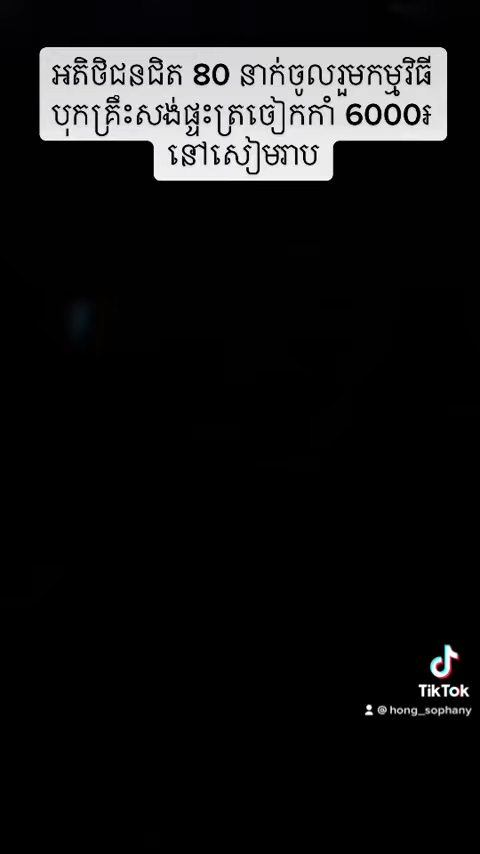 អតិថិជនជិត 80 នាក់ចូលរួមកម្មវិធី
បុកគ្រឹះសង់ផ្ទះត្រចៀកកាំ 6000៛
នៅសៀមរាប
TikTok
@hong_sophany